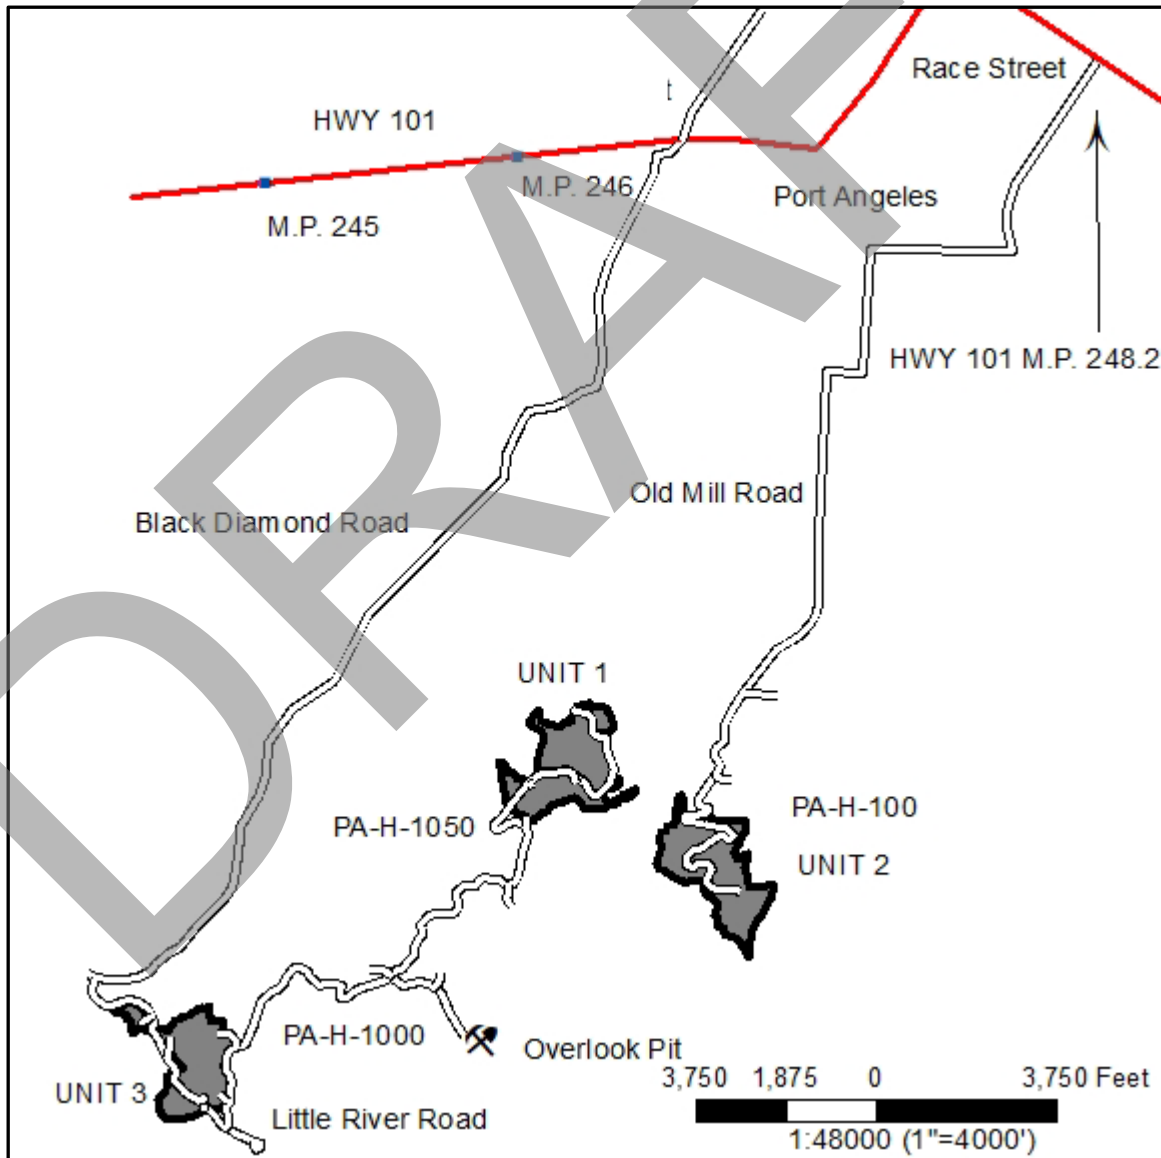 Race Street
t
HWY 101
M.P. 246
Port Angeles
M.P. 245
HWY 101 M.P. 248.2
Old Mill Road
Black Diamond Road
UNIT 1
PA-H-1050
PA-H-100
UNIT 2
PA-H-1000
Overlook Pit
UNIT 3
Little River Road
3,750 1,875 0 3,750 Feet
1:48000 (1"=4000')
DRAF